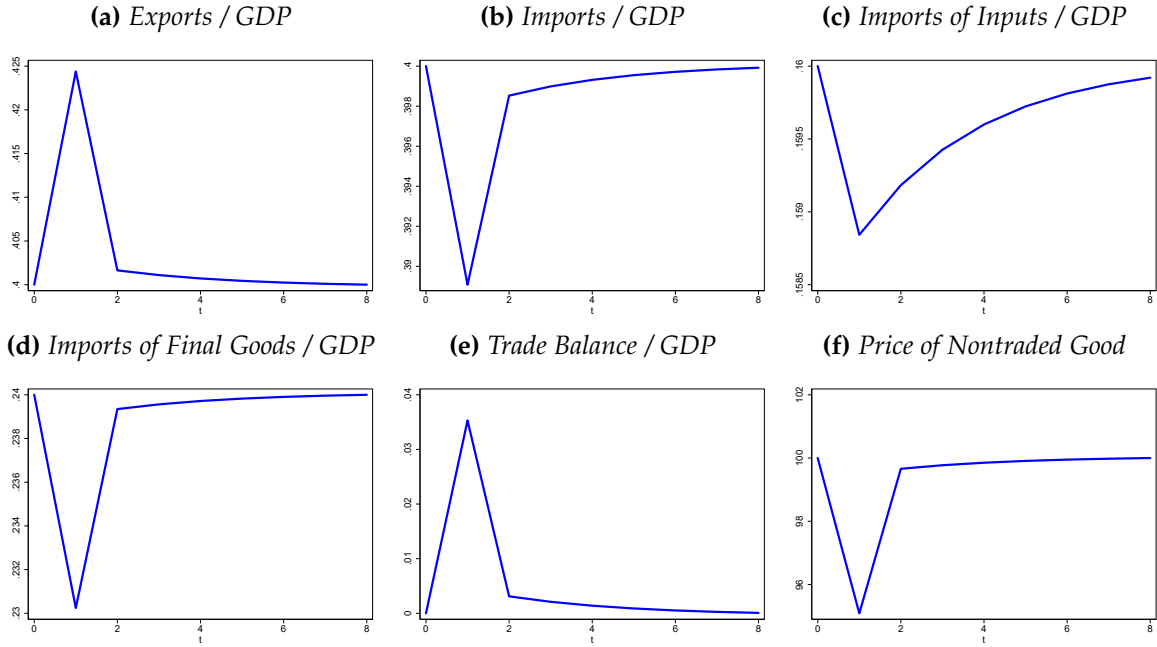 (a) Exports / GDP
(b) Imports / GDP
(c) Imports of Inputs / GDP
.425
.42
.415
.41
.405
.4
0 2 4 6 8
t
.4
.398
.396
.394
.392
.39
0 2 4 6 8
t
.16
.1595
.159
.1585
0 2 4 6 8
t
(d) Imports of Final Goods / GDP
(e) Trade Balance / GDP
(f) Price of Nontraded Good
.24
.238
.236
.234
.232
.23
0 2 4 6 8
t
.04
.03
.02
.01
0
0 2 4 6 8
t
102
100
98
96
0 2 4 6 8
t